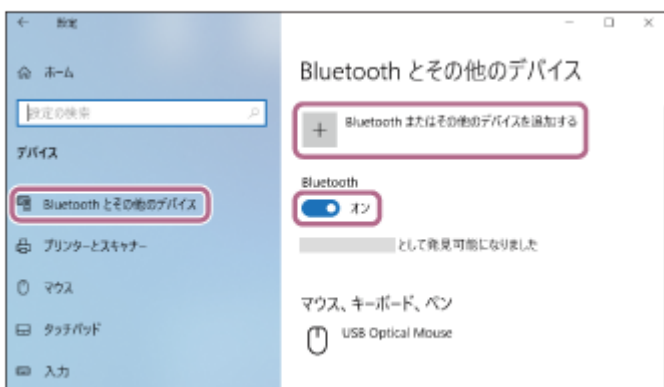 設定
ホーム
設定の検索
デバイス
Bluetooth とその他のデバイス
プリンターとスキャナー
マウス
タッチパッド
入力
Bluetooth とその他のデバイス
Bluetooth またはその他のデバイスを追加する
Bluetooth
オン
として発見可能になりました
マウス、キーボード、ペン
USB Optical Mouse